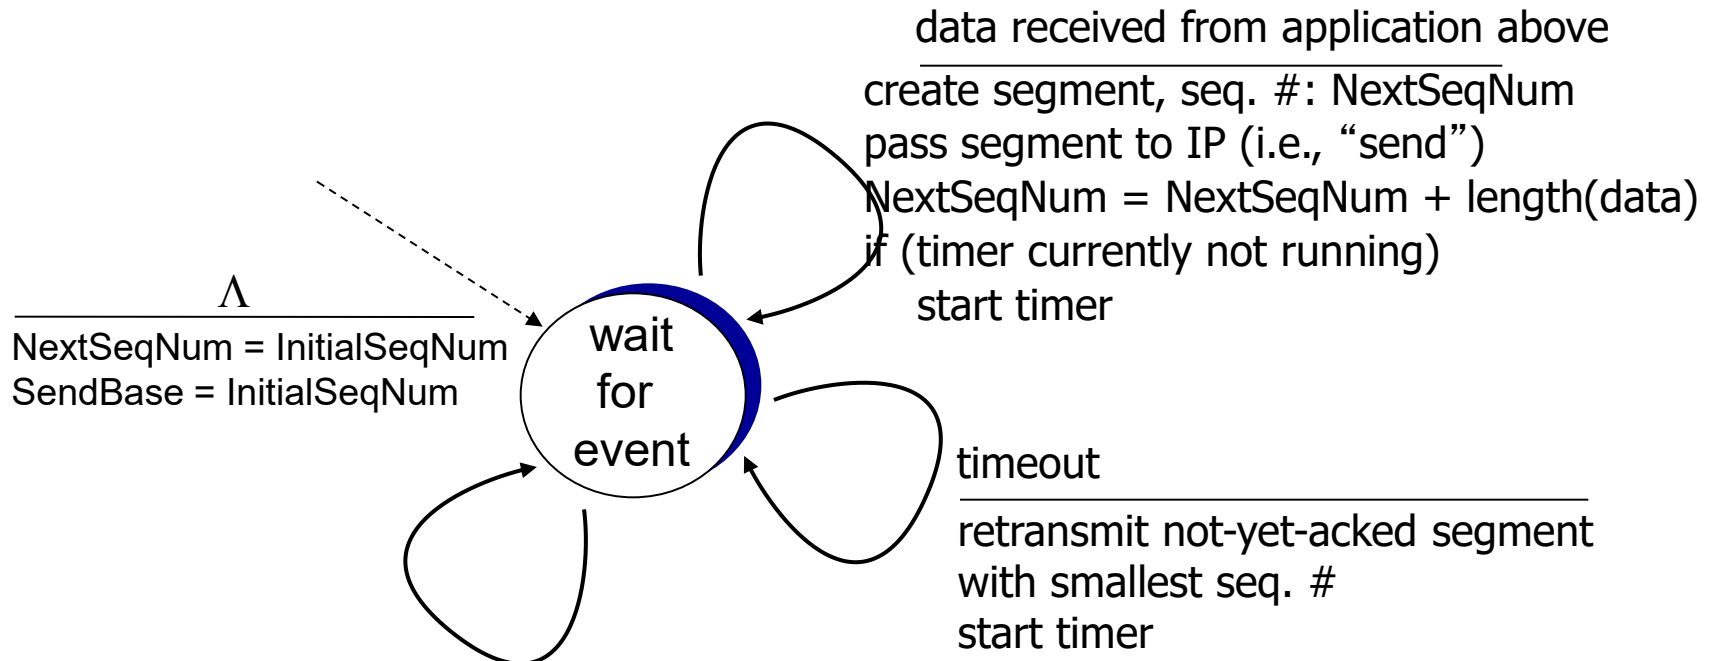 data received from application above
create segment, seq. #: NextSeqNum
pass segment to IP (i.e., “send”)
NextSeqNum = NextSeqNum + length(data)
if (timer currently not running)
start timer
Λ
NextSeqNum = InitialSeqNum
SendBase = InitialSeqNum
wait
for
event
timeout
retransmit not-yet-acked segment
with smallest seq. #
start timer